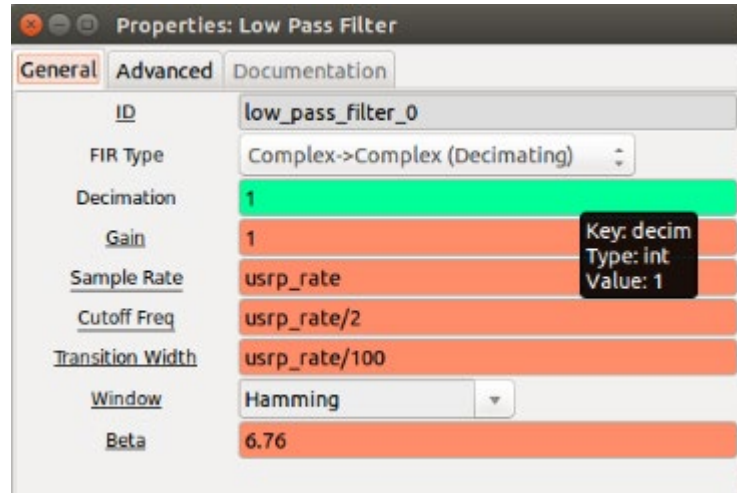 Properties: Low Pass Filter
General Advanced Documentation
ID low_pass_filter_0
FIR Type Complex->Complex (Decimating)
Decimation 1
Gain 1
Key: decim
Type: int
Value: 1
Sample Rate usrp_rate
Cutoff Freq usrp_rate/2
Transition Width usrp_rate/100
Window Hamming
Beta 6.76